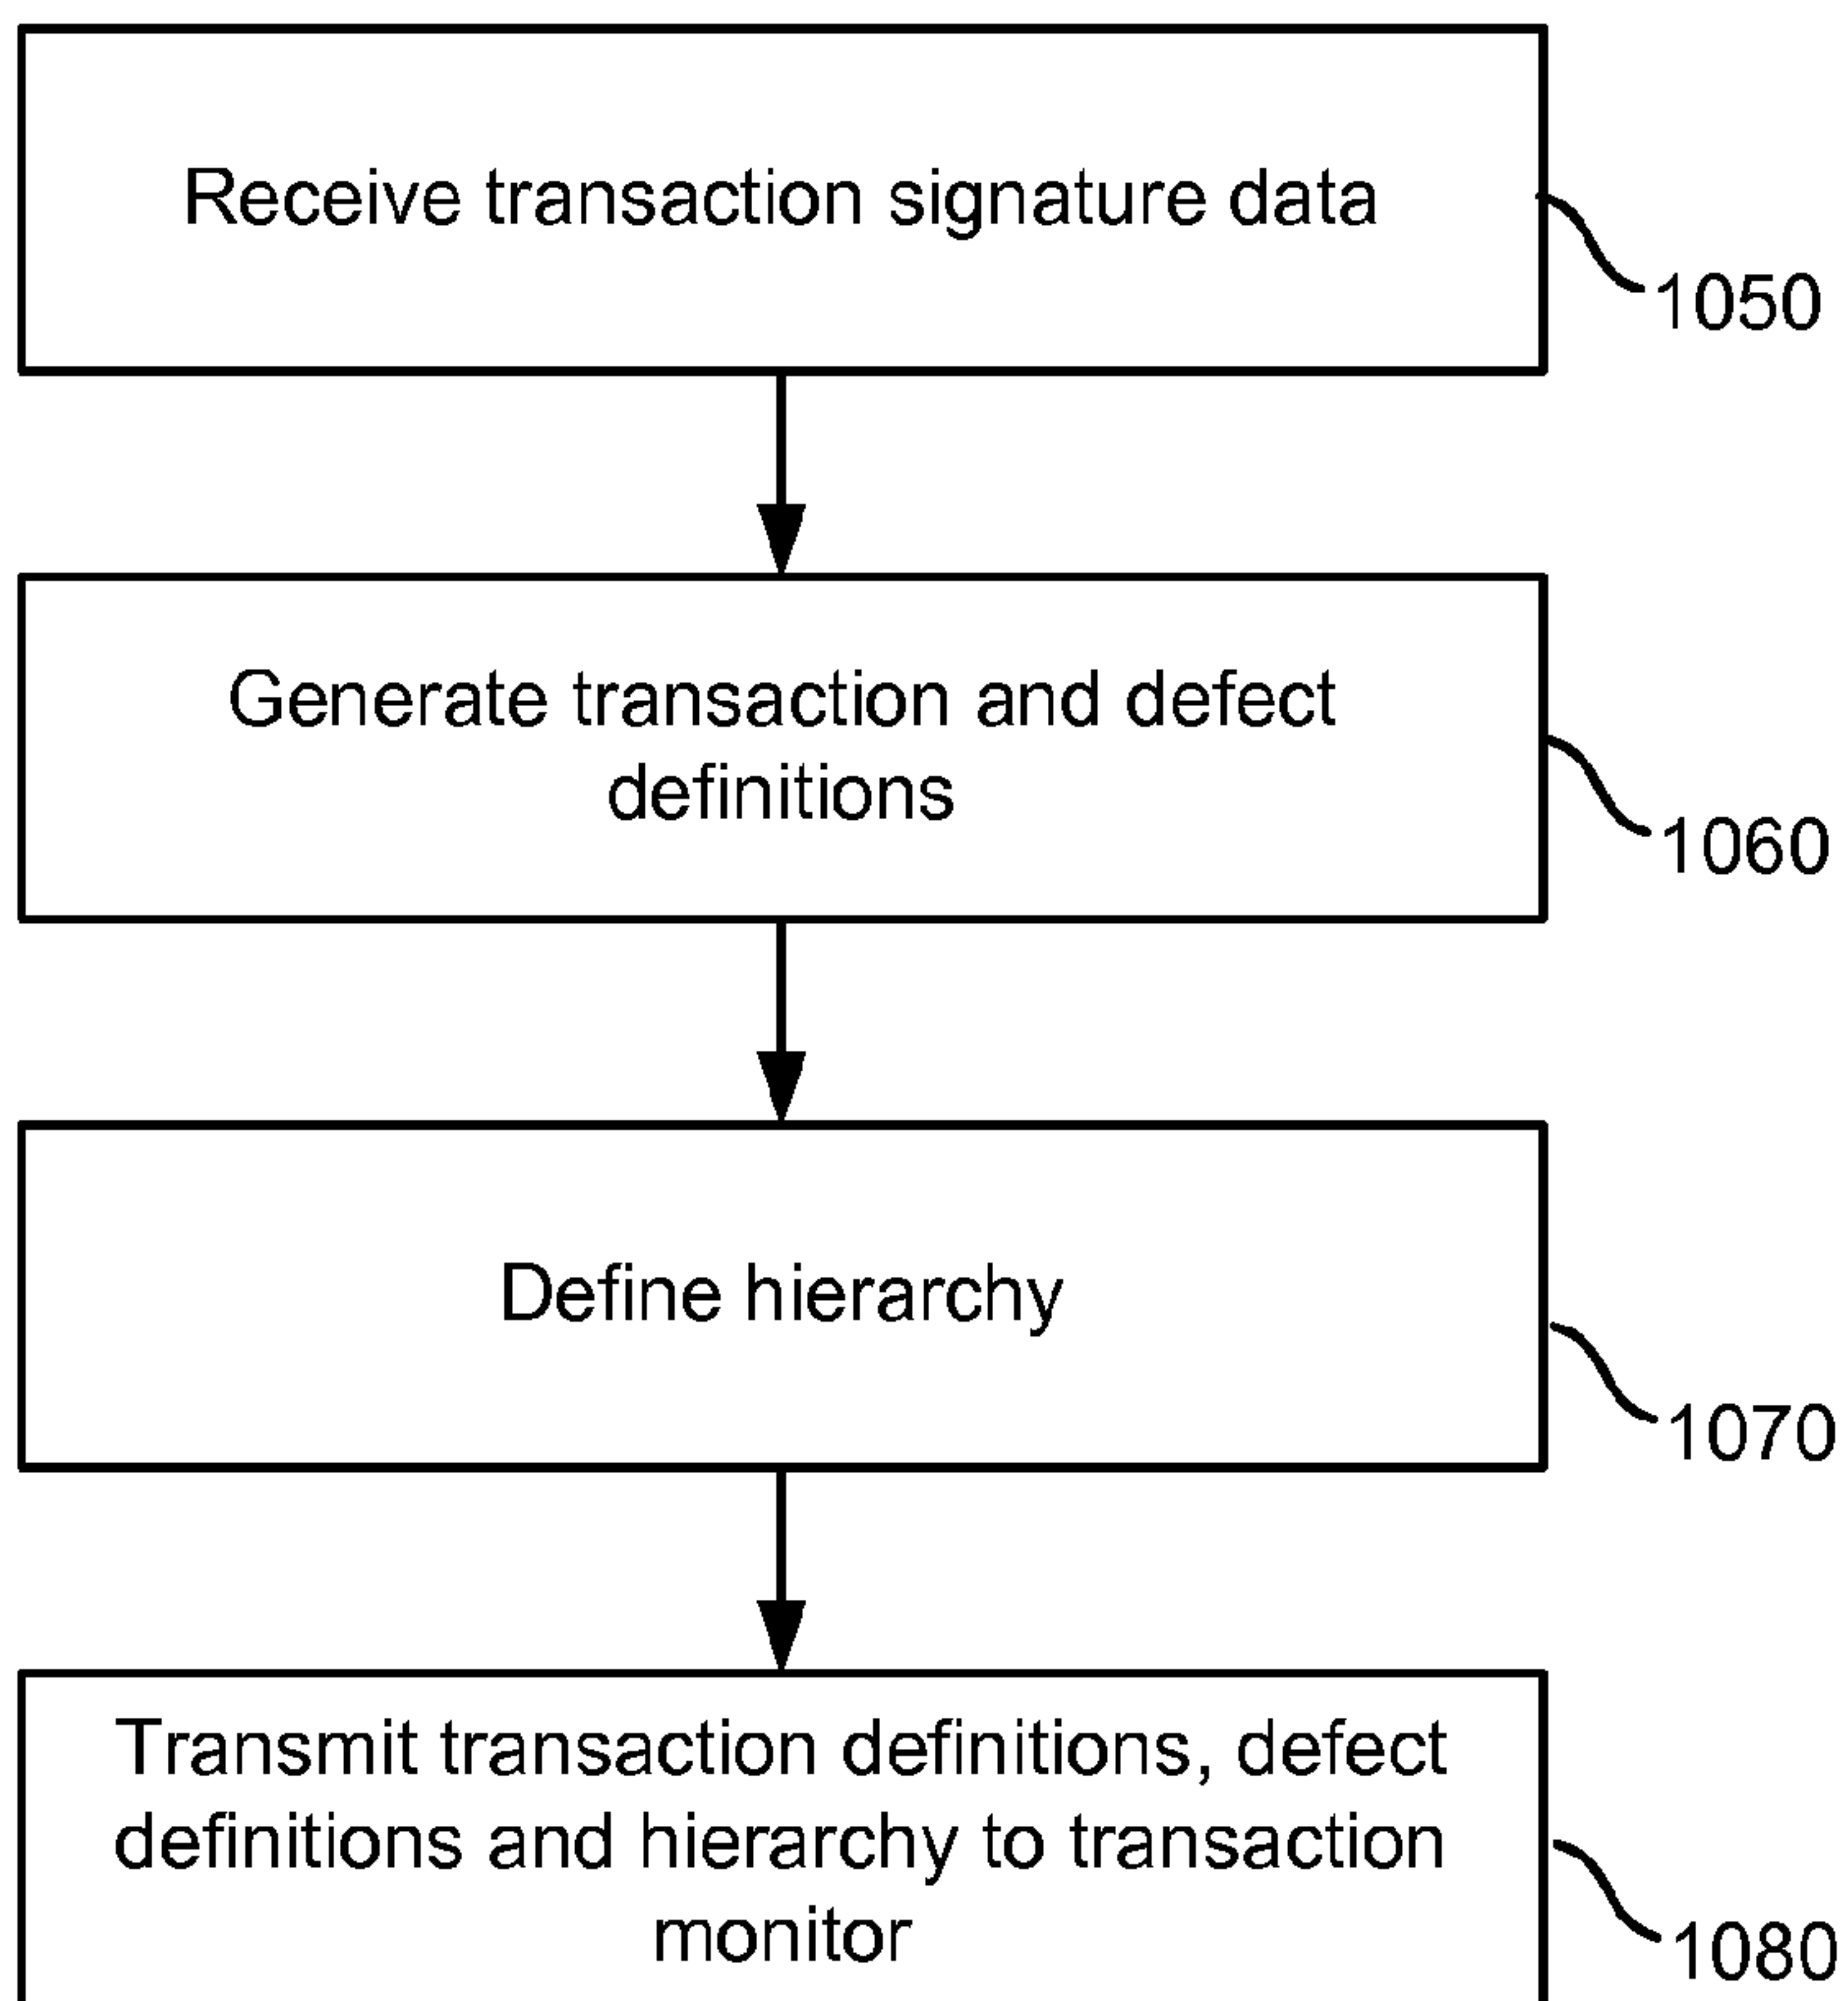 Receive transaction signature data
1050
Generate transaction and defect
definitions
1060
Define hierarchy
1070
Transmit transaction definitions, defect
definitions and hierarchy to transaction
monitor
1080